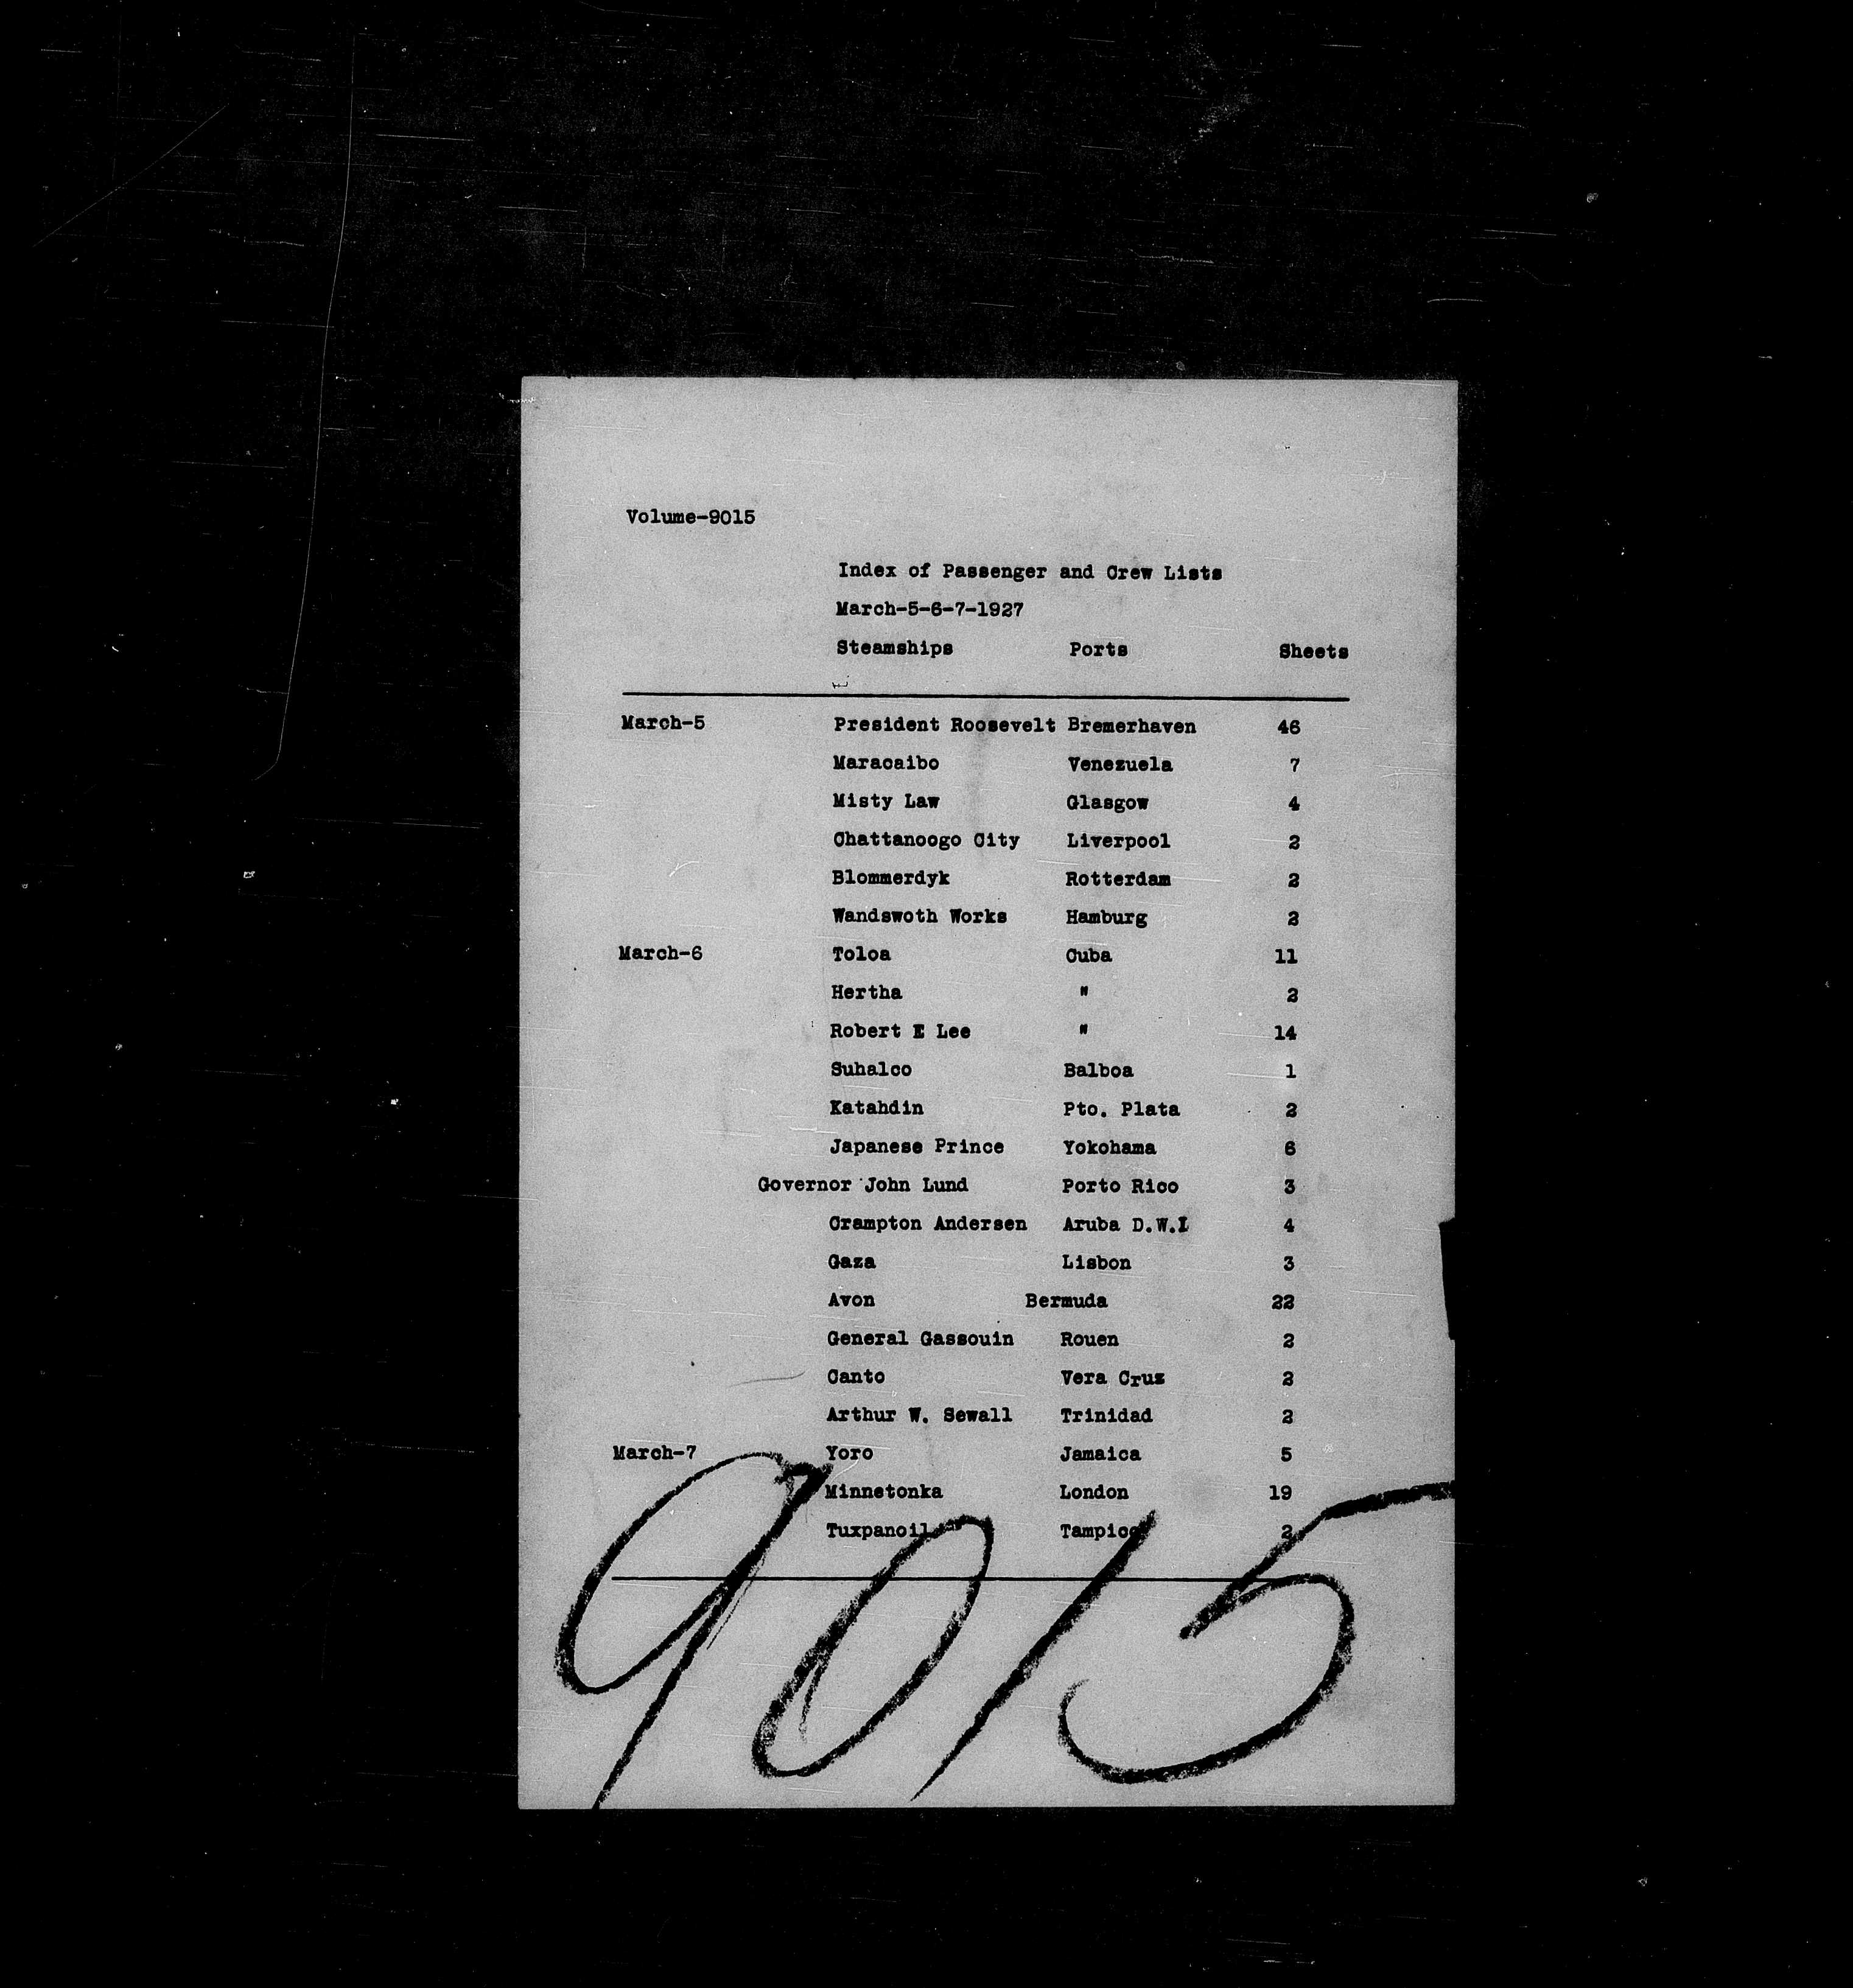 Volume-9015
Index of Passenger and Crew Lists
March-5-6-7-1927
Steamships Ports Sheets
March-5 President Roosevelt Bremerhaven 46
Maracaibo Venezuela 7
Misty Law Glasgow 4
Chattanoogo City Liverpool 2
Blommerdyk Rotterdam 2
Wandswoth Works Hamburg 2
March-6 Toloa Cuba 11
Hertha " 2
Robert E Lee " 14
Suhalco Balboa 1
Katahdin Pto. Plata 2
Japanese Prince Yokohama 6
Governor John Lund Porto Rico 3
Crampton Andersen Aruba D.W.I 4
Gaza Lisbon 3
Avon Bermuda 22
General Gassouin Rouen 2
Canto Vera Cruz 2
Arthur W. Sewall Trinidad 2
March-7 Yoro Jamaica 5
Minnetonka London 19
Tuxpanoil Tampico 2
9015